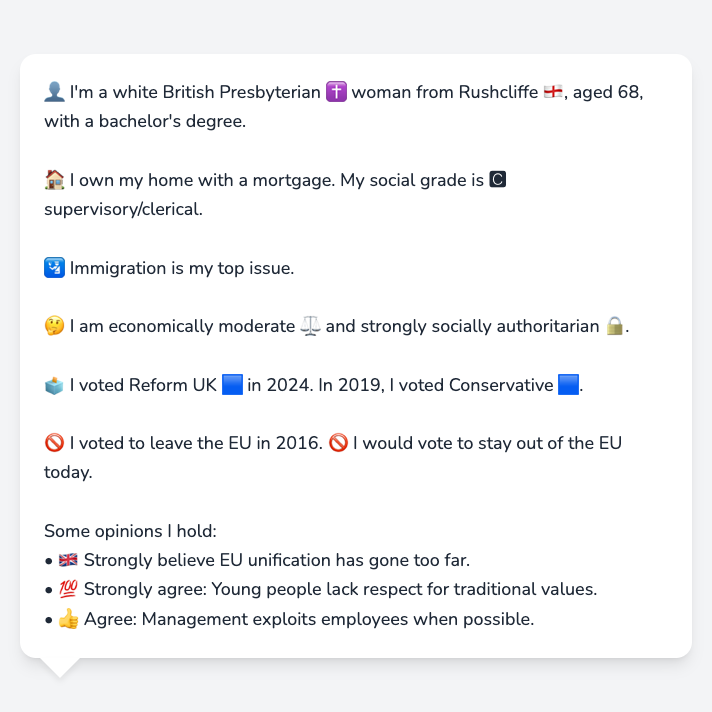 👤 I'm a white British Presbyterian ✝️ woman from Rushcliffe 🏴󠁧󠁢󠁥󠁮󠁧󠁿, aged 68,
with a bachelor's degree.
🏠 I own my home with a mortgage. My social grade is 🅲
supervisory/clerical.
🛂 Immigration is my top issue.
🤔 I am economically moderate ⚖️ and strongly socially authoritarian 🔒.
🗳️ I voted Reform UK 🟦 in 2024. In 2019, I voted Conservative 🟦.
🚫 I voted to leave the EU in 2016. 🚫 I would vote to stay out of the EU
today.
Some opinions I hold:
• 🇬🇧 Strongly believe EU unification has gone too far.
• 💯 Strongly agree: Young people lack respect for traditional values.
• 👍 Agree: Management exploits employees when possible.